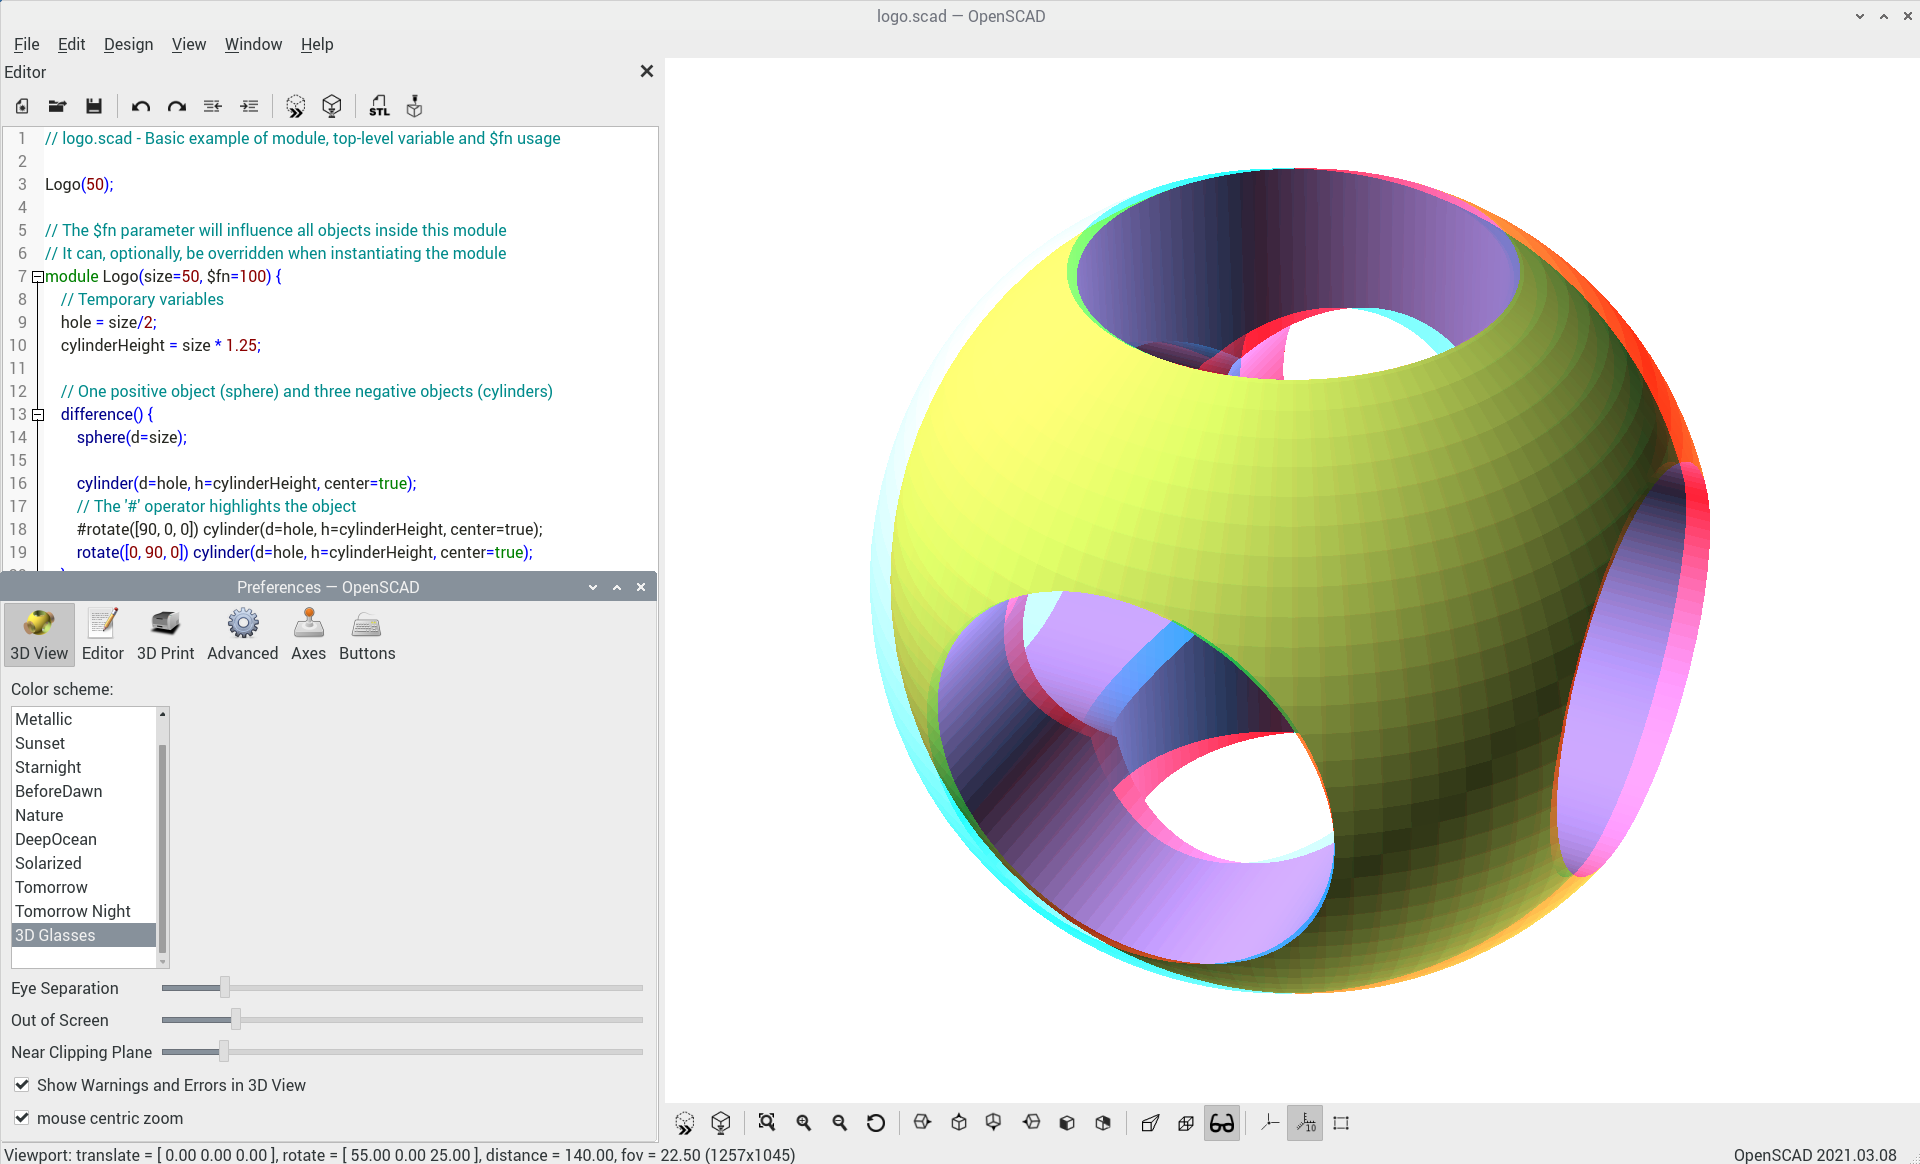 logo.scad — OpenSCAD
File Edit Design View Window Help
Editor
STL
1 // logo.scad - Basic example of module, top-level variable and $fn usage
2
3 Logo(50);
4
5 // The $fn parameter will influence all objects inside this module
6 // It can, optionally, be overridden when instantiating the module
7 module Logo(size=50, $fn=100) {
8 // Temporary variables
9 hole = size/2;
10 cylinderHeight = size * 1.25;
11
12 // One positive object (sphere) and three negative objects (cylinders)
13 difference() {
14 sphere(d=size);
15
16 cylinder(d=hole, h=cylinderHeight, center=true);
17 // The '#' operator highlights the object
18 #rotate([90, 0, 0]) cylinder(d=hole, h=cylinderHeight, center=true);
19 rotate([0, 90, 0]) cylinder(d=hole, h=cylinderHeight, center=true);
Preferences — OpenSCAD
3D View Editor 3D Print Advanced Axes Buttons
Color scheme:
Metallic
Sunset
Starnight
BeforeDawn
Nature
DeepOcean
Solarized
Tomorrow
Tomorrow Night
3D Glasses
Eye Separation
Out of Screen
Near Clipping Plane
Show Warnings and Errors in 3D View
mouse centric zoom
10
Viewport: translate = [ 0.00 0.00 0.00 ], rotate = [ 55.00 0.00 25.00 ], distance = 140.00, fov = 22.50 (1257x1045)
OpenSCAD 2021.03.08